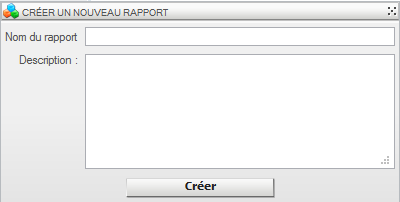 CRÉER UN NOUVEAU RAPPORT
Nom du rapport
Description :
Créer